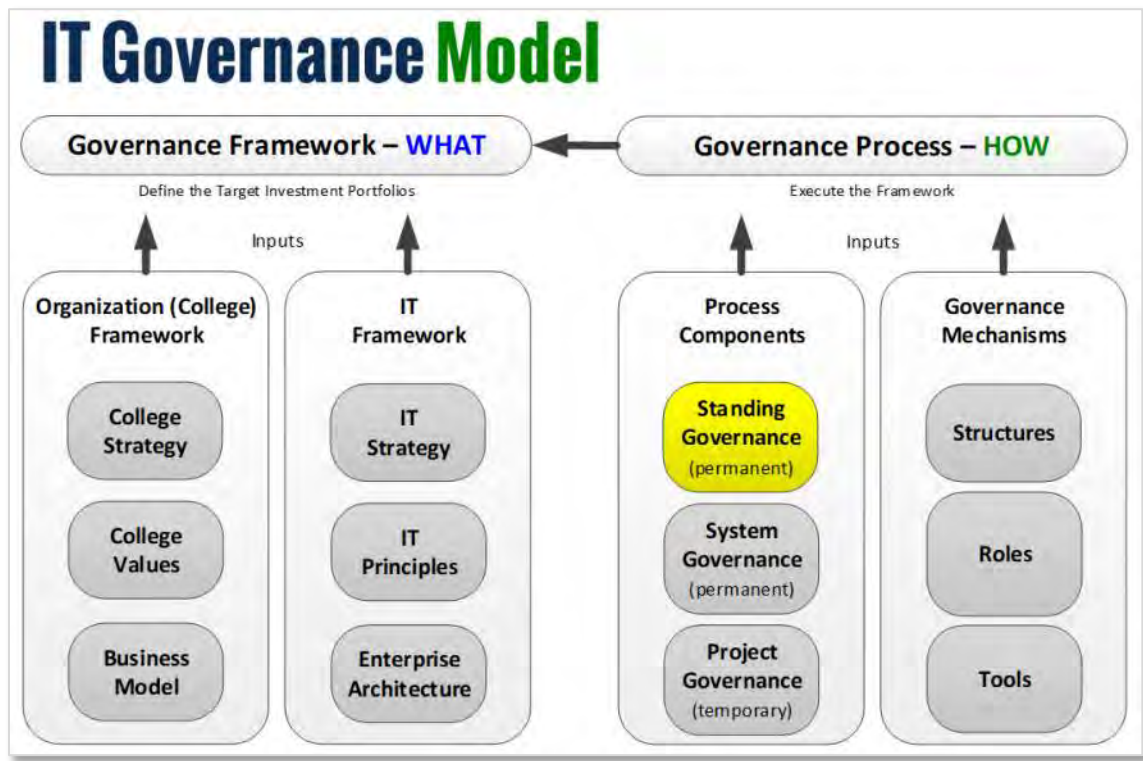 IT Governance Model
Governance Framework – WHAT
Governance Process – HOW
Define the Target Investment Portfolios
Execute the Framework
Inputs
Inputs
Organization (College)
Framework
College
Strategy
College
Values
Business
Model
IT
Framework
IT
Strategy
IT
Principles
Enterprise
Architecture
Process
Components
Standing
Governance
(permanent)
System
Governance
(permanent)
Project
Governance
(temporary)
Governance
Mechanisms
Structures
Roles
Tools